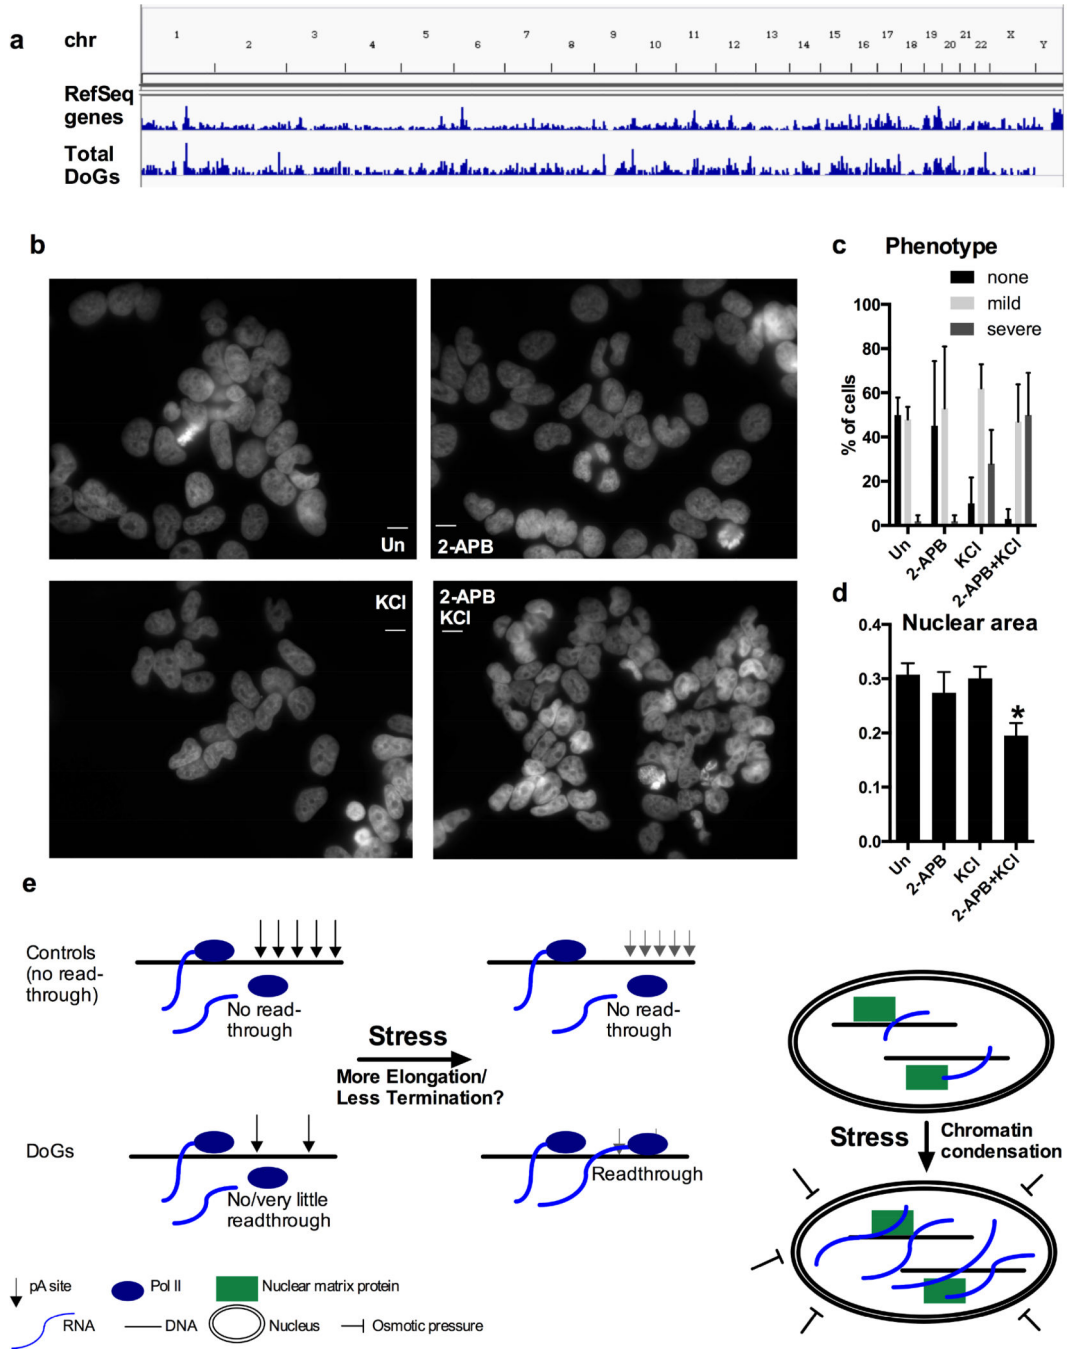 a
chr
1 2 3 4 5 6 7 8 9 10 11 12 13 14 15 16 17 18 19 20 21 22 X Y
RefSeq
genes
Total
DoGs
b
Un
2-APB
KCl
2-APB
KCl
c
Phenotype
none
mild
severe
% of cells
100
80
60
40
20
0
Un
2-APB
KCl
2-APB+KCl
d
Nuclear area
0.4
0.3
0.2
0.1
0.0
*
Un
2-APB
KCl
2-APB+KCl
e
Controls
(no read-
through)
No read-
through
Stress
More Elongation/
Less Termination?
No read-
through
DoGs
No/very little
readthrough
Readthrough
Stress
Chromatin
condensation
pA site
Pol II
Nuclear matrix protein
RNA
DNA
Nucleus
Osmotic pressure